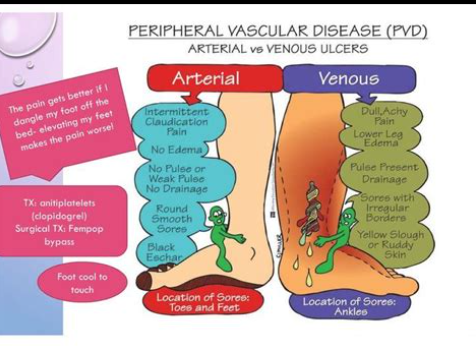 PERIPHERAL VASCULAR DISEASE (PVD)
ARTERIAL vs VENOUS ULCERS
Arterial
Intermittent
Claudication
Pain
No Edema
No Pulse or
Weak Pulse
No Drainage
Round
Smooth
Sores
Black
Eschar
Location of Sores:
Toes and Feet
Venous
Dull, Achy
Pain
Lower Leg
Edema
Pulse Present
Drainage
Sores with
Irregular
Borders
Yellow Slough
or Ruddy
Skin
Location of Sores:
Ankles
The pain gets better if I
dangle my foot off the
bed- elevating my feet
makes the pain worse!
TX: anitiplatelets
(clopidogrel)
Surgical TX: Fempop
bypass
Foot cool to
touch